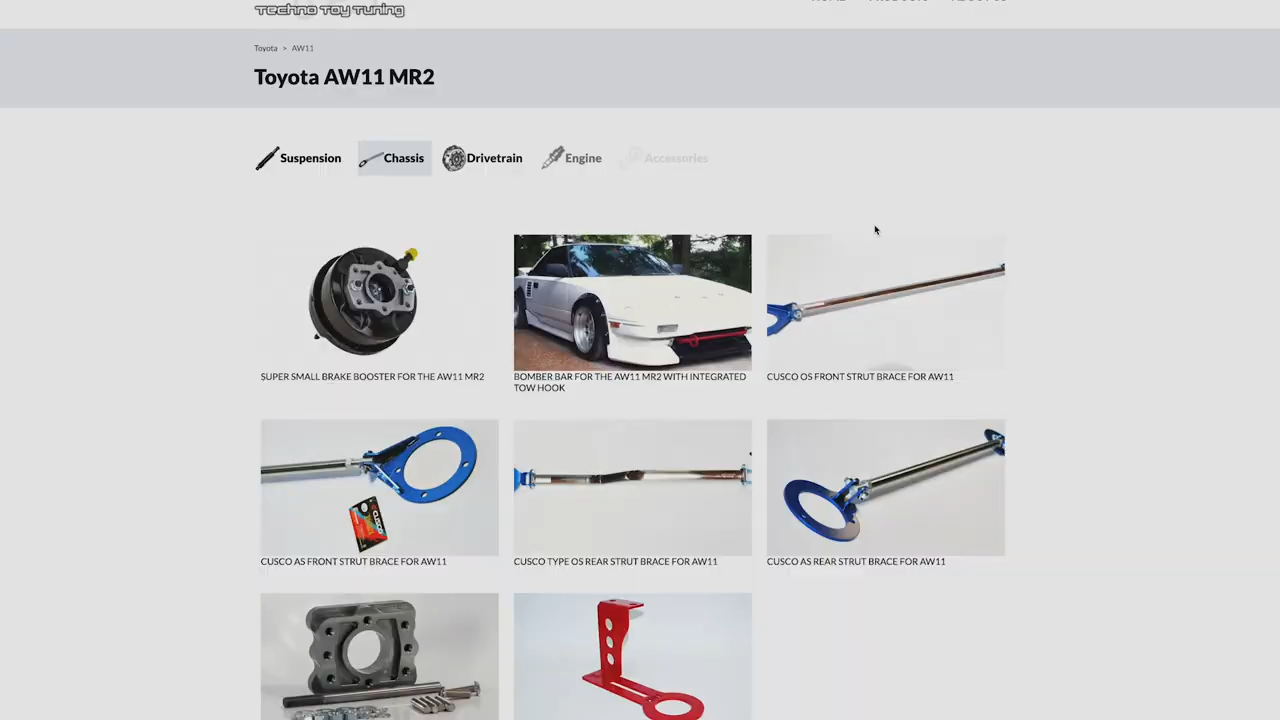 Techno Toy Tuning
Toyota > AW11
Toyota AW11 MR2
Suspension Chassis Drivetrain Engine Accessories
SUPER SMALL BRAKE BOOSTER FOR THE AW11 MR2
BOMBER BAR FOR THE AW11 MR2 WITH INTEGRATED
TOW HOOK
CUSCO OS FRONT STRUT BRACE FOR AW11
CUSCO
CUSCO AS FRONT STRUT BRACE FOR AW11
CUSCO TYPE OS REAR STRUT BRACE FOR AW11
CUSCO AS REAR STRUT BRACE FOR AW11